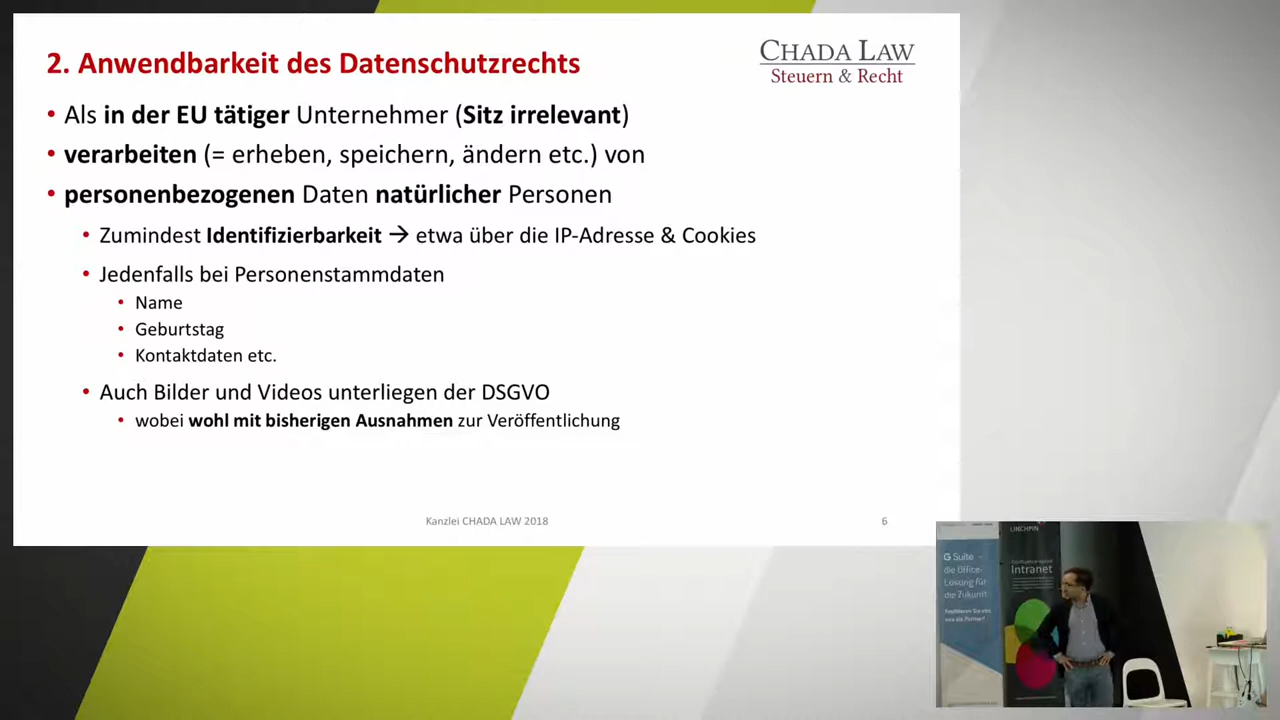 2. Anwendbarkeit des Datenschutzrechts
CHADA LAW
Steuern & Recht
• Als in der EU tätiger Unternehmer (Sitz irrelevant)
• verarbeiten (= erheben, speichern, ändern etc.) von
• personenbezogenen Daten natürlicher Personen
• Zumindest Identifizierbarkeit → etwa über die IP-Adresse & Cookies
• Jedenfalls bei Personenstammdaten
• Name
• Geburtstag
• Kontaktdaten etc.
• Auch Bilder und Videos unterliegen der DSGVO
• wobei wohl mit bisherigen Ausnahmen zur Veröffentlichung
Kanzlei CHADA LAW 2018
6
G Suite –
die Office-
Lösung für
die Zukunft
LINCHPIN
Intranet